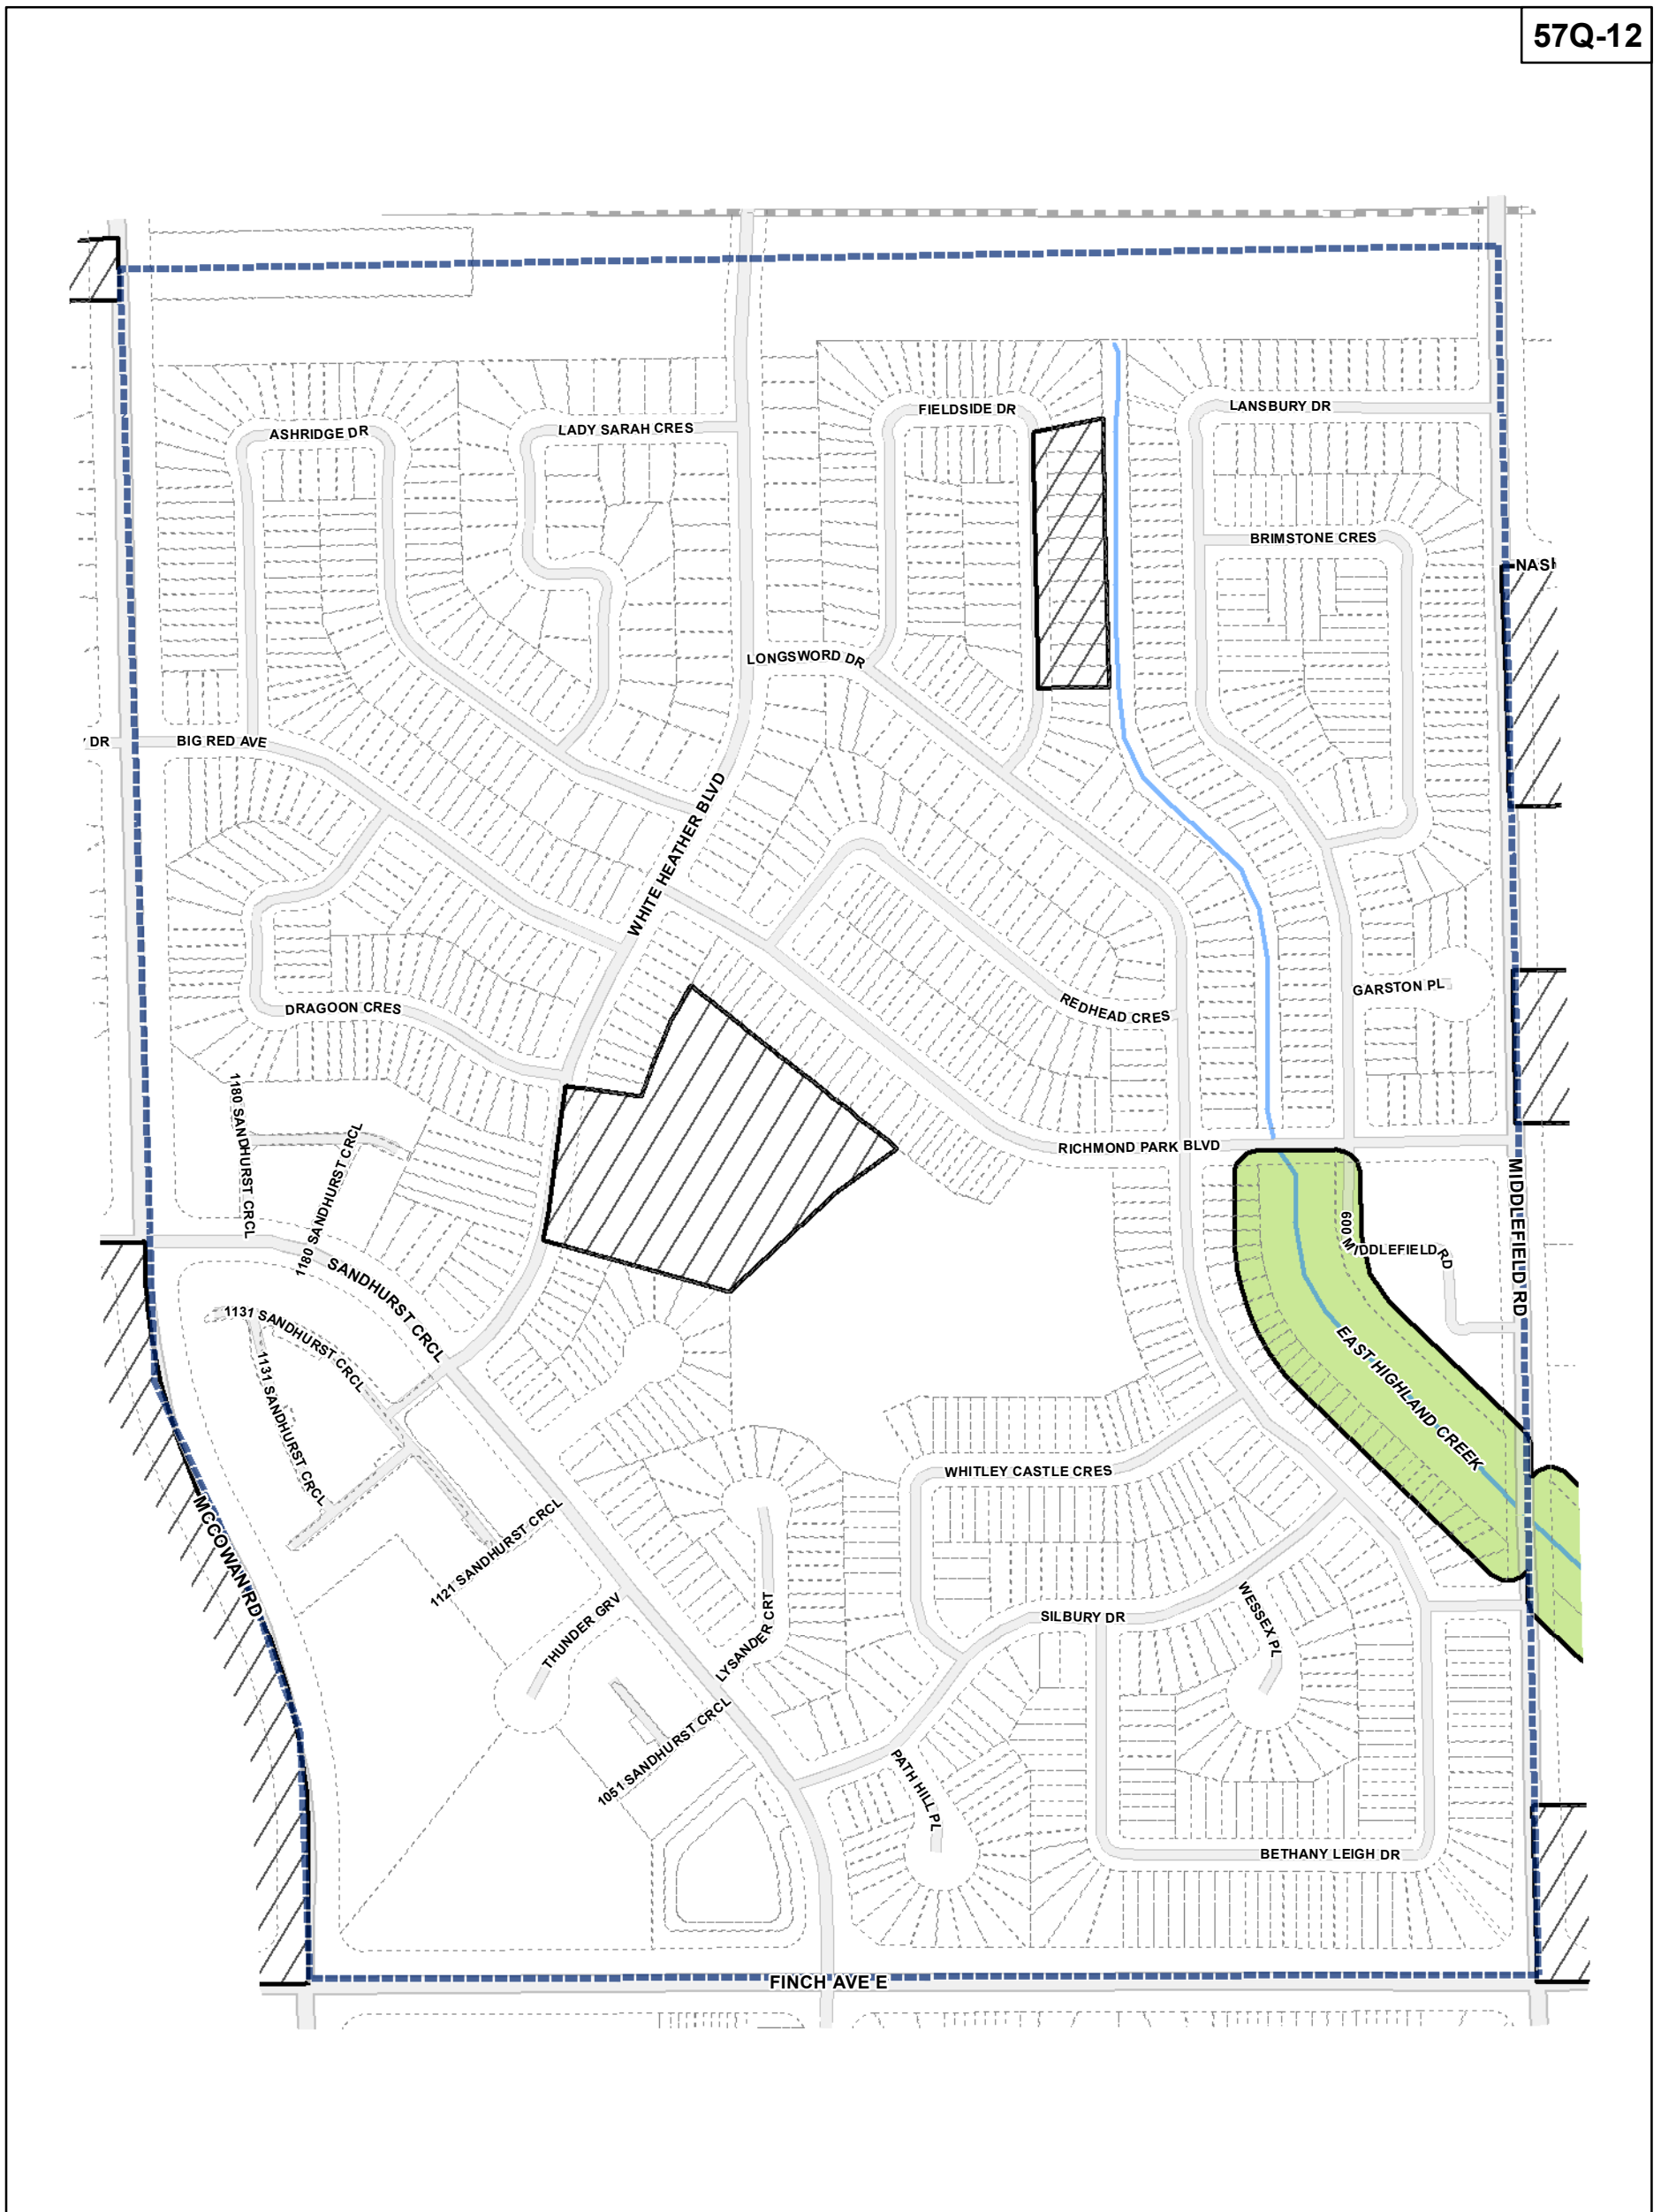 57Q-12
FIELDSIDE DR
LANSBURY DR
ASHRIDGE DR
LADY SARAH CRES
BRIMSTONE CRES
LONGSWORD DR
DR
BIG RED AVE
WHITE HEATHER BLVD
GARSTON PL
DRAGOON CRES
REDHEAD CRES
1180 SANDHURST CRCL
1180 SANDHURST CRCL
RICHMOND PARK BLVD
MIDDLEFIELD RD
600 MIDDLEFIELD RD
SANDHURST CRCL
1131 SANDHURST CRCL
1131 SANDHURST CRCL
EAST HIGHLAND CREEK
WHITLEY CASTLE CRES
MCCOWAN RD
1121 SANDHURST CRCL
THUNDER GRV
LYSANDER CRT
SILBURY DR
WESSEX PL
1051 SANDHURST CRCL
PATH HILL PL
BETHANY LEIGH DR
FINCH AVE E